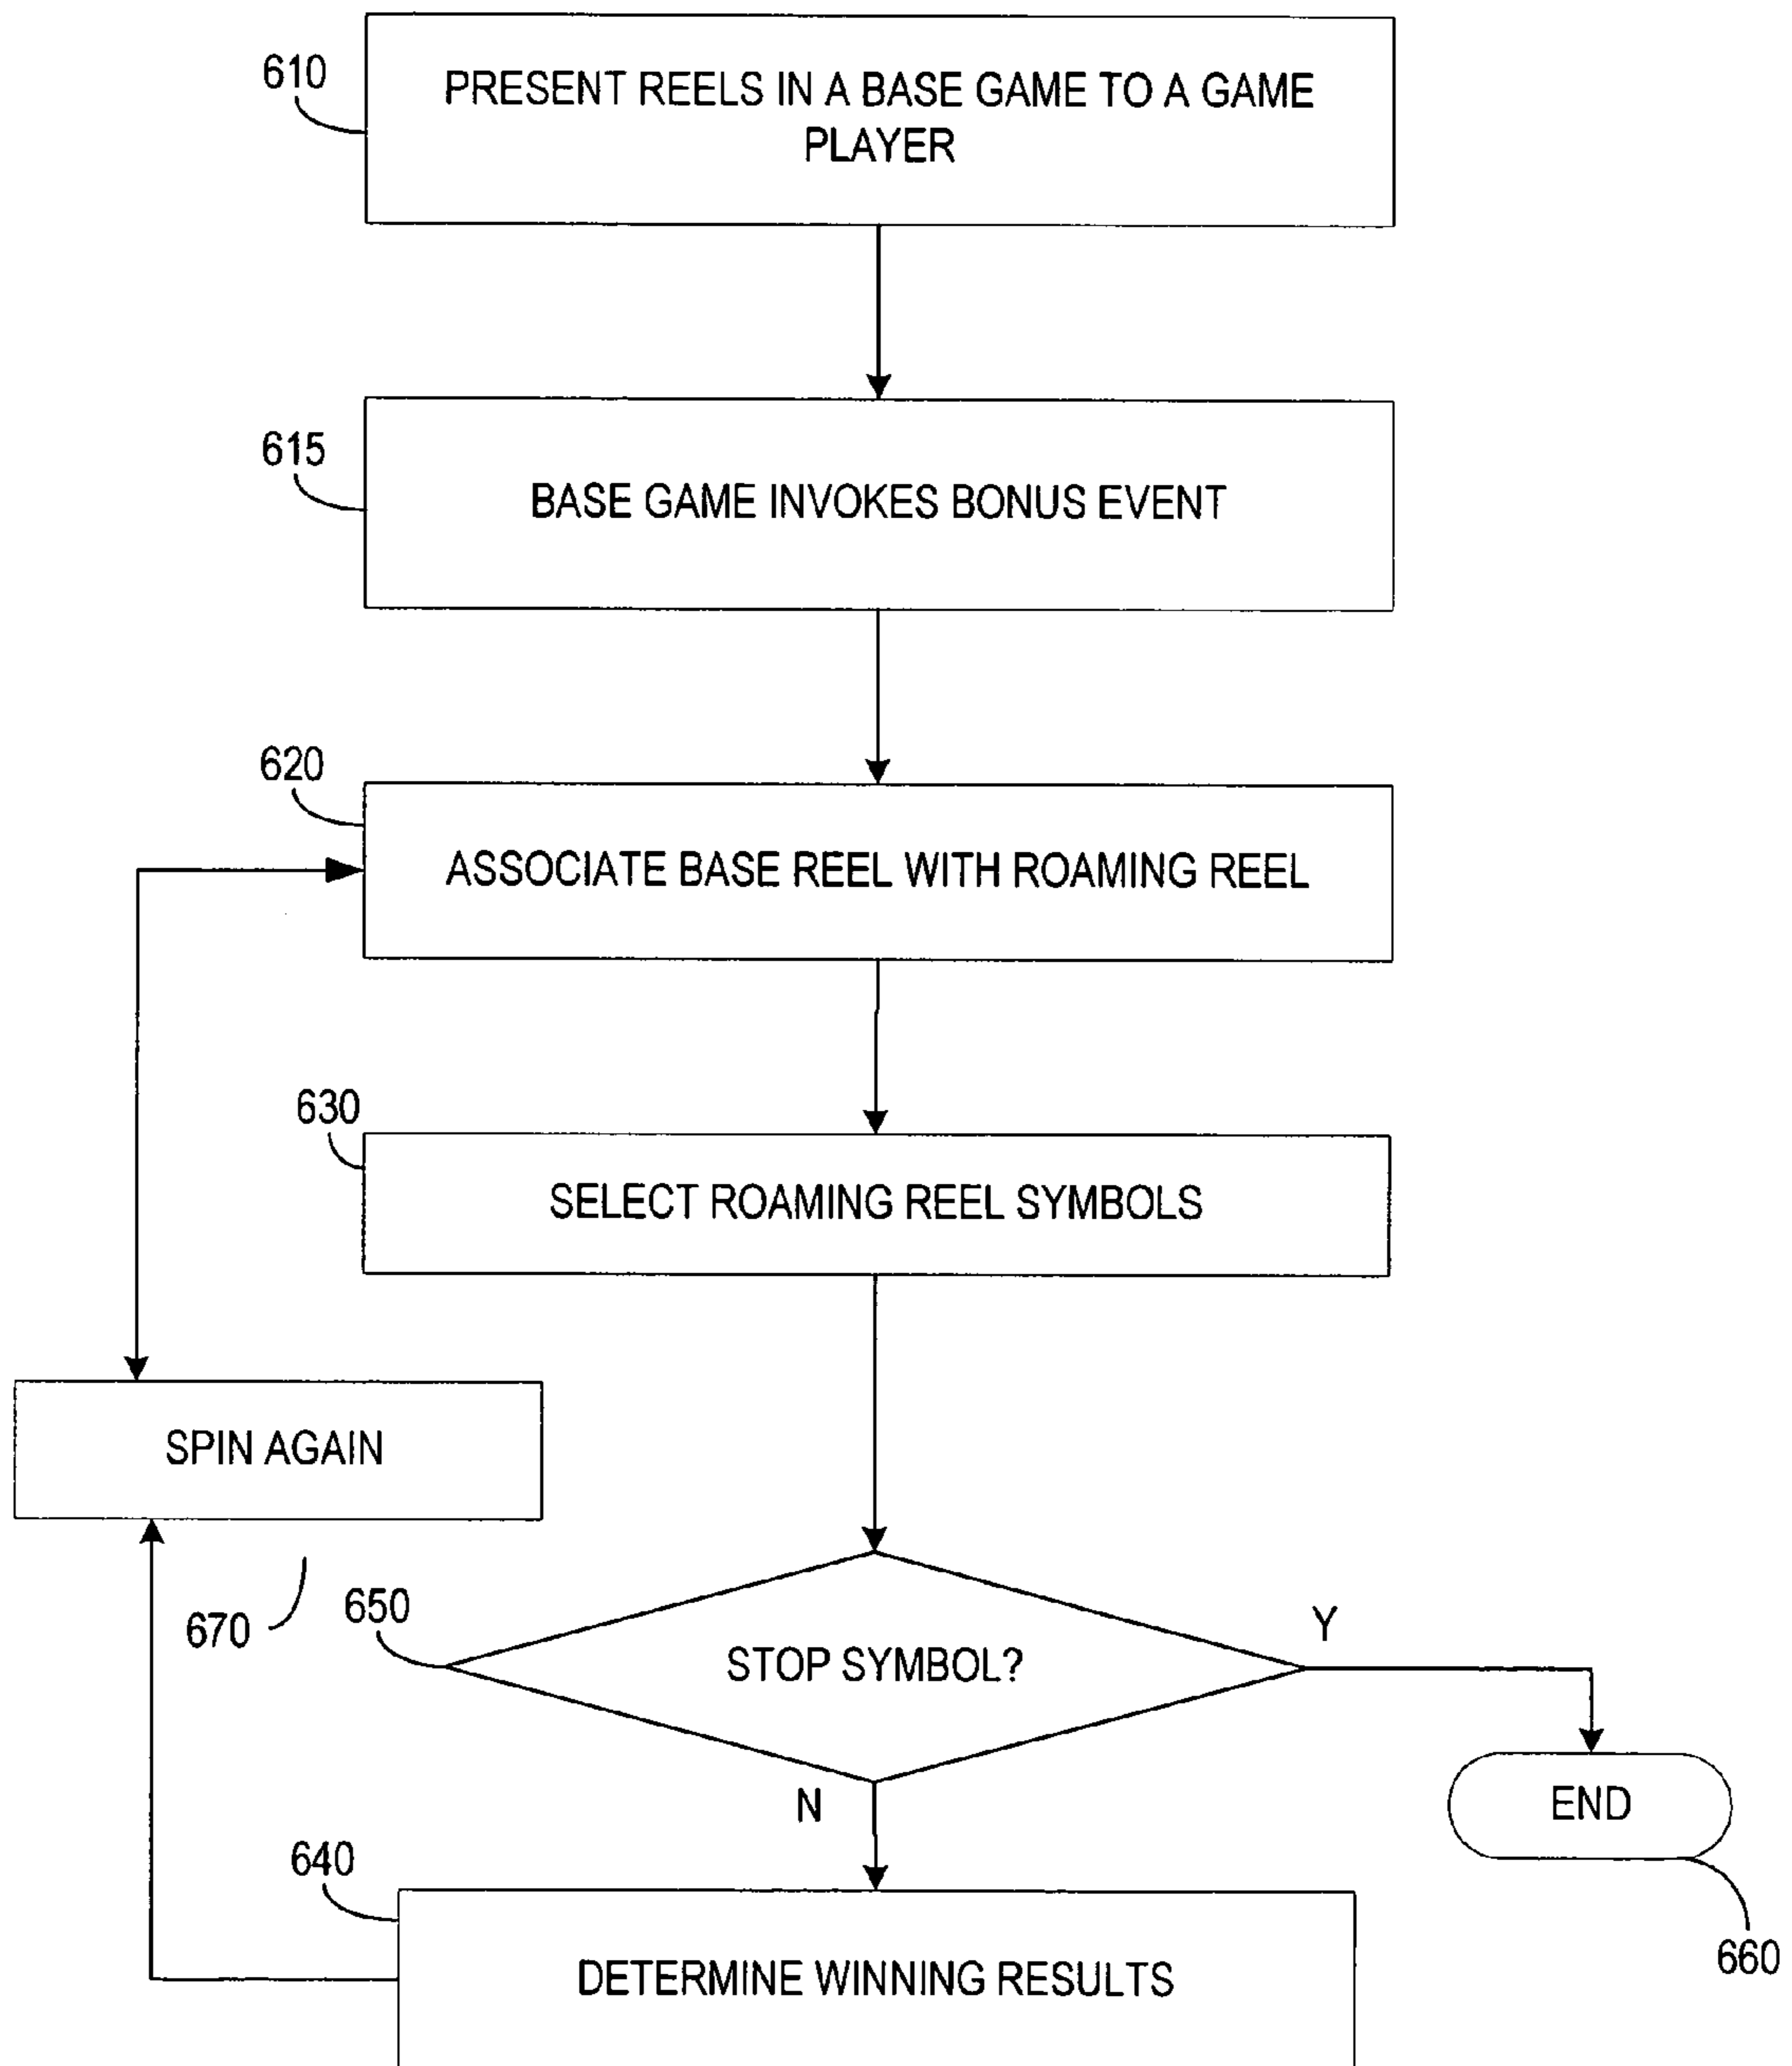 610
PRESENT REELS IN A BASE GAME TO A GAME
PLAYER
615
BASE GAME INVOKES BONUS EVENT
620
ASSOCIATE BASE REEL WITH ROAMING REEL
630
SELECT ROAMING REEL SYMBOLS
SPIN AGAIN
670
650
STOP SYMBOL?
Y
N
END
660
640
DETERMINE WINNING RESULTS